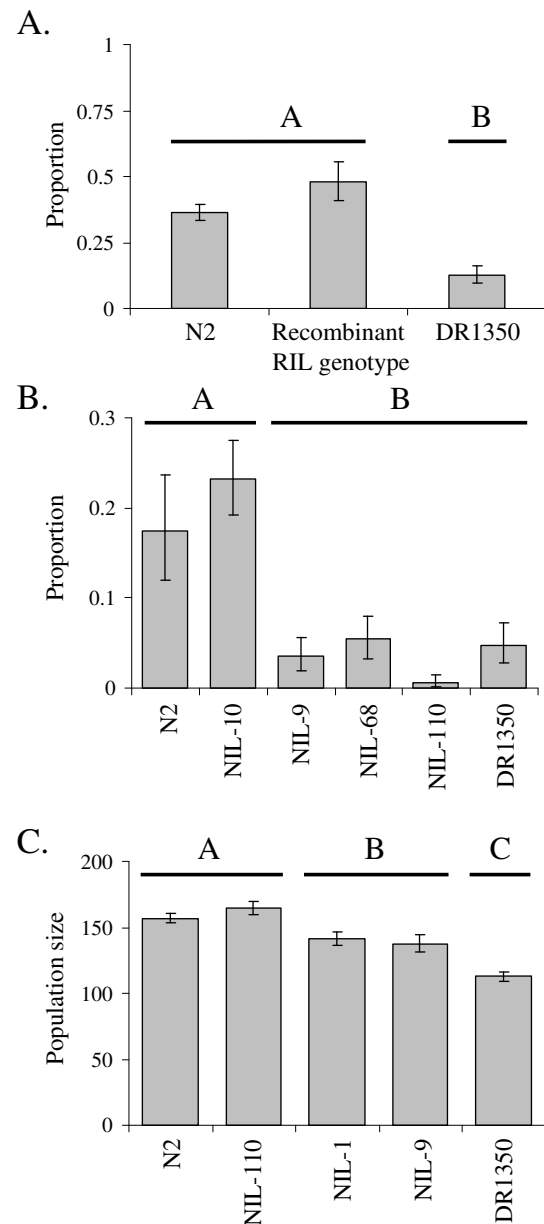 A.
1
A B
0.75
0.5
0.25
0
Proportion
N2 Recombinant DR1350
RIL genotype
B.
A B
0.3
0.2
0.1
0
Proportion
N2 NIL-10 NIL-9 NIL-68 NIL-110 DR1350
C.
A B C
200
150
100
50
0
Population size
N2 NIL-110 NIL-1 NIL-9 DR1350